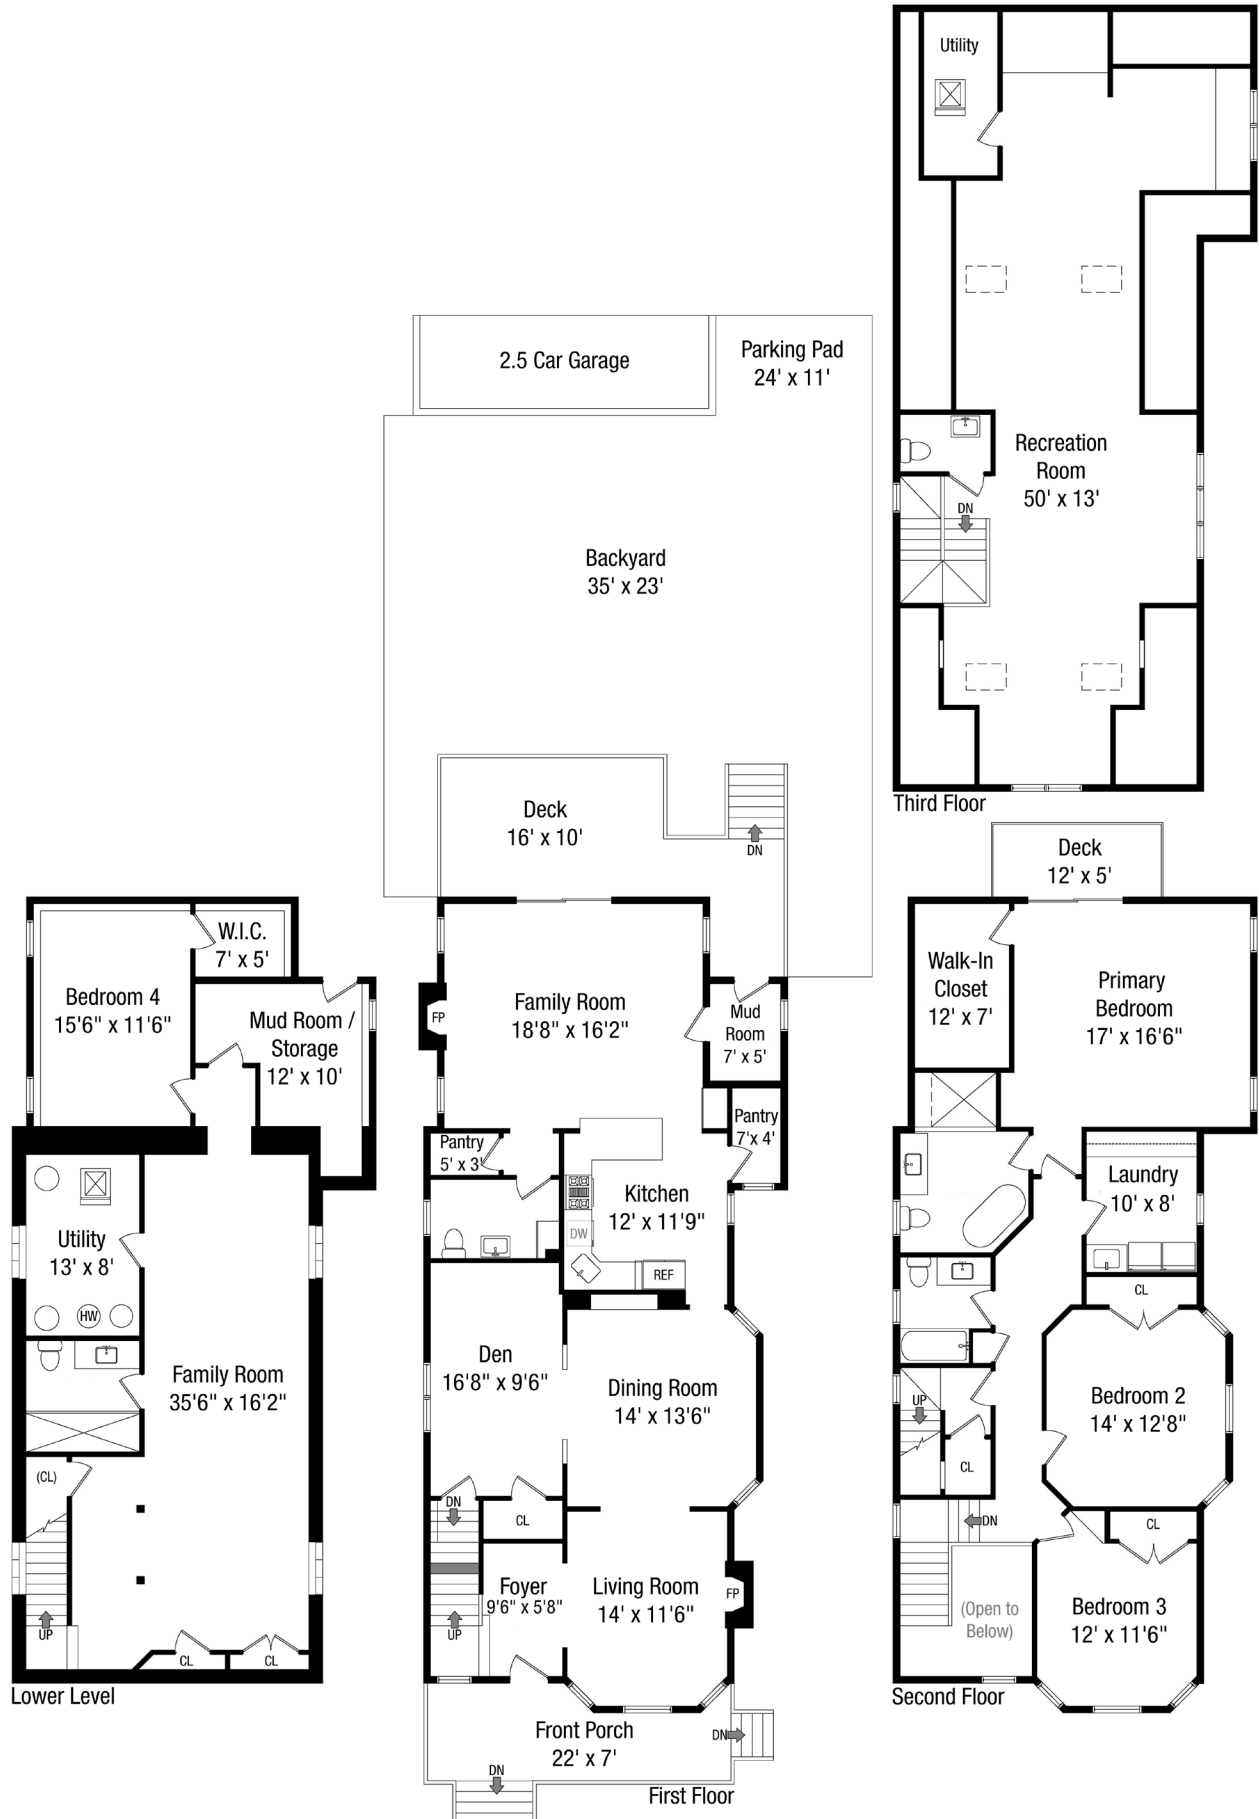 Utility
Recreation
Room
50' x 13'
DN
Third Floor
2.5 Car Garage
Parking Pad
24' x 11'
Backyard
35' x 23'
Deck
16' x 10'
DN
Family Room
18'8" x 16'2"
FP
Mud
Room
7' x 5'
Pantry
7'x 4'
Pantry
5' x 3'
Kitchen
12' x 11'9"
DW
REF
Den
16'8" x 9'6"
Dining Room
14' x 13'6"
DN
CL
Foyer
9'6" x 5'8"
UP
Living Room
14' x 11'6"
FP
Front Porch
22' x 7'
DN
DN
First Floor
W.I.C.
7' x 5'
Bedroom 4
15'6" x 11'6"
Mud Room /
Storage
12' x 10'
Utility
13' x 8'
HW
Family Room
35'6" x 16'2"
(CL)
UP
CL
CL
Lower Level
Deck
12' x 5'
Walk-In
Closet
12' x 7'
Primary
Bedroom
17' x 16'6"
Laundry
10' x 8'
CL
Bedroom 2
14' x 12'8"
UP
CL
DN
CL
(Open to
Below)
Bedroom 3
12' x 11'6"
Second Floor